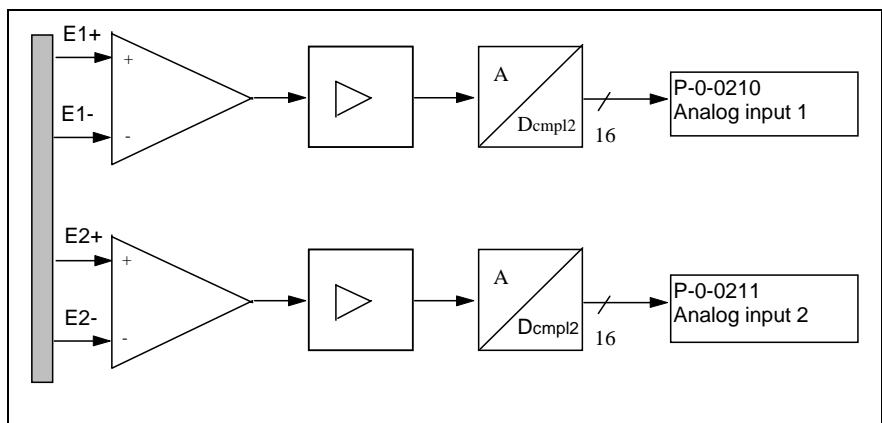 E1+
+
E1-
-
A
Dcmpl2
16
P-0-0210
Analog input 1
E2+
+
E2-
-
A
Dcmpl2
16
P-0-0211
Analog input 2